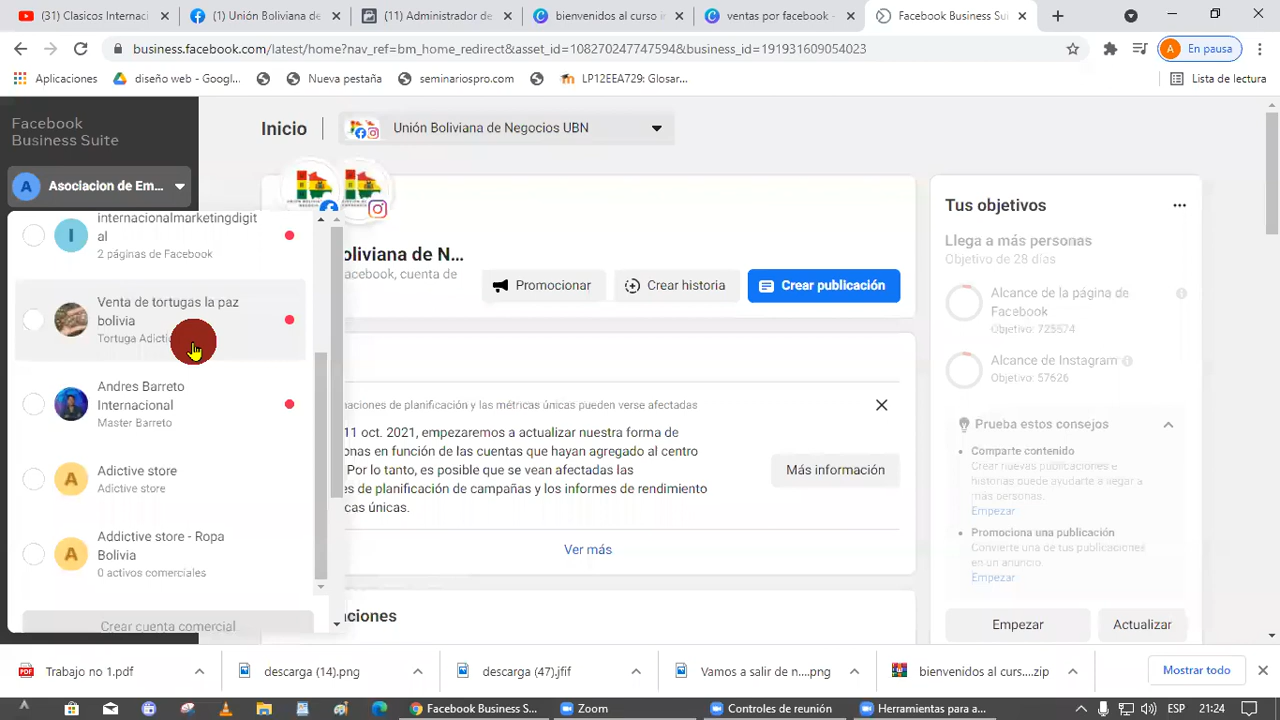 (31) Clasicos Internaci
(1) Unión Boliviana de
(11) Administrador de
bienvenidos al curso in
ventas por facebook -
Facebook Business Sui
business.facebook.com/latest/home?nav_ref=bm_home_redirect&asset_id=108270247747594&business_id=191931609054023
A En pausa
Aplicaciones
diseño web - Googl...
Nueva pestaña
seminariospro.com
LP12EEA729: Glosar...
Lista de lectura
Facebook
Business Suite
Inicio
Unión Boliviana de Negocios UBN
A Asociacion de Em...
internacionalmarketingdigit
al
I
2 páginas de Facebook
Venta de tortugas la paz
bolivia
Andres Barreto
Internacional
Master Barreto
A Adictive store
Adictive store
Addictive store - Ropa
A Bolivia
0 activos comerciales
Crear cuenta comercial
oliviana de N...
acebook, cuenta de
Promocionar
Crear historia
Crear publicación
maciones de planificación y las métricas únicas pueden verse afectadas
11 oct. 2021, empezaremos a actualizar nuestra forma de
onas en función de las cuentas que hayan agregado al centro
. Por lo tanto, es posible que se vean afectadas las
es de planificación de campañas y los informes de rendimiento
icas únicas.
Más información
Ver más
iones
Tus objetivos
Llega a más personas
Objetivo de 28 días
Alcance de la página de
Facebook
Objetivo: 725574
Alcance de Instagram
Objetivo: 57626
Prueba estos consejos
Comparte contenido
Crear nuevas publicaciones e
historias puede ayudarte a llegar a
más personas.
Empezar
Promociona una publicación
Convierte una de tus publicaciones
en un anuncio.
Empezar
Empezar
Actualizar
Trabajo no 1.pdf
descarga (14).png
descarga (47).jfif
Vamos a salir de n....png
bienvenidos al curs....zip
Mostrar todo
Facebook Business S...
Zoom
Controles de reunión
Herramientas para a...
ESP
21:24